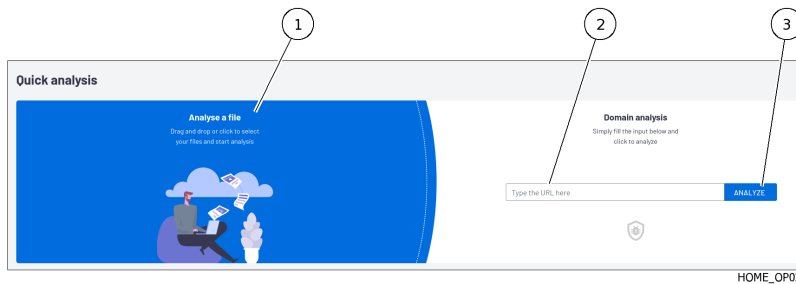 1
2
3
Quick analysis
Analyse a file
Drag and drop or click to select
your files and start analysis
Domain analysis
Simply fill the input below and
click to analyze
Type the URL here
ANALYZE